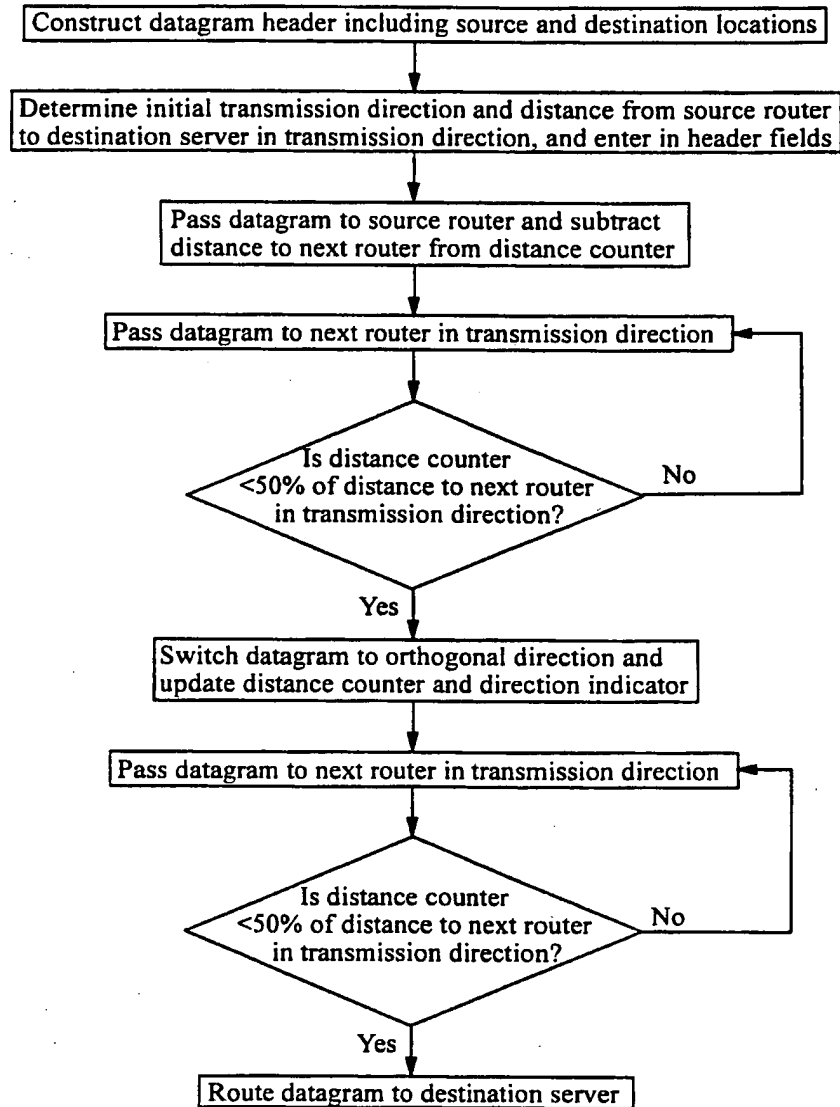 Construct datagram header including source and destination locations
Determine initial transmission direction and distance from source router
to destination server in transmission direction, and enter in header fields
Pass datagram to source router and subtract
distance to next router from distance counter
Pass datagram to next router in transmission direction
Is distance counter
<50% of distance to next router
in transmission direction?
No
Yes
Switch datagram to orthogonal direction and
update distance counter and direction indicator
Pass datagram to next router in transmission direction
Is distance counter
<50% of distance to next router
in transmission direction?
No
Yes
Route datagram to destination server